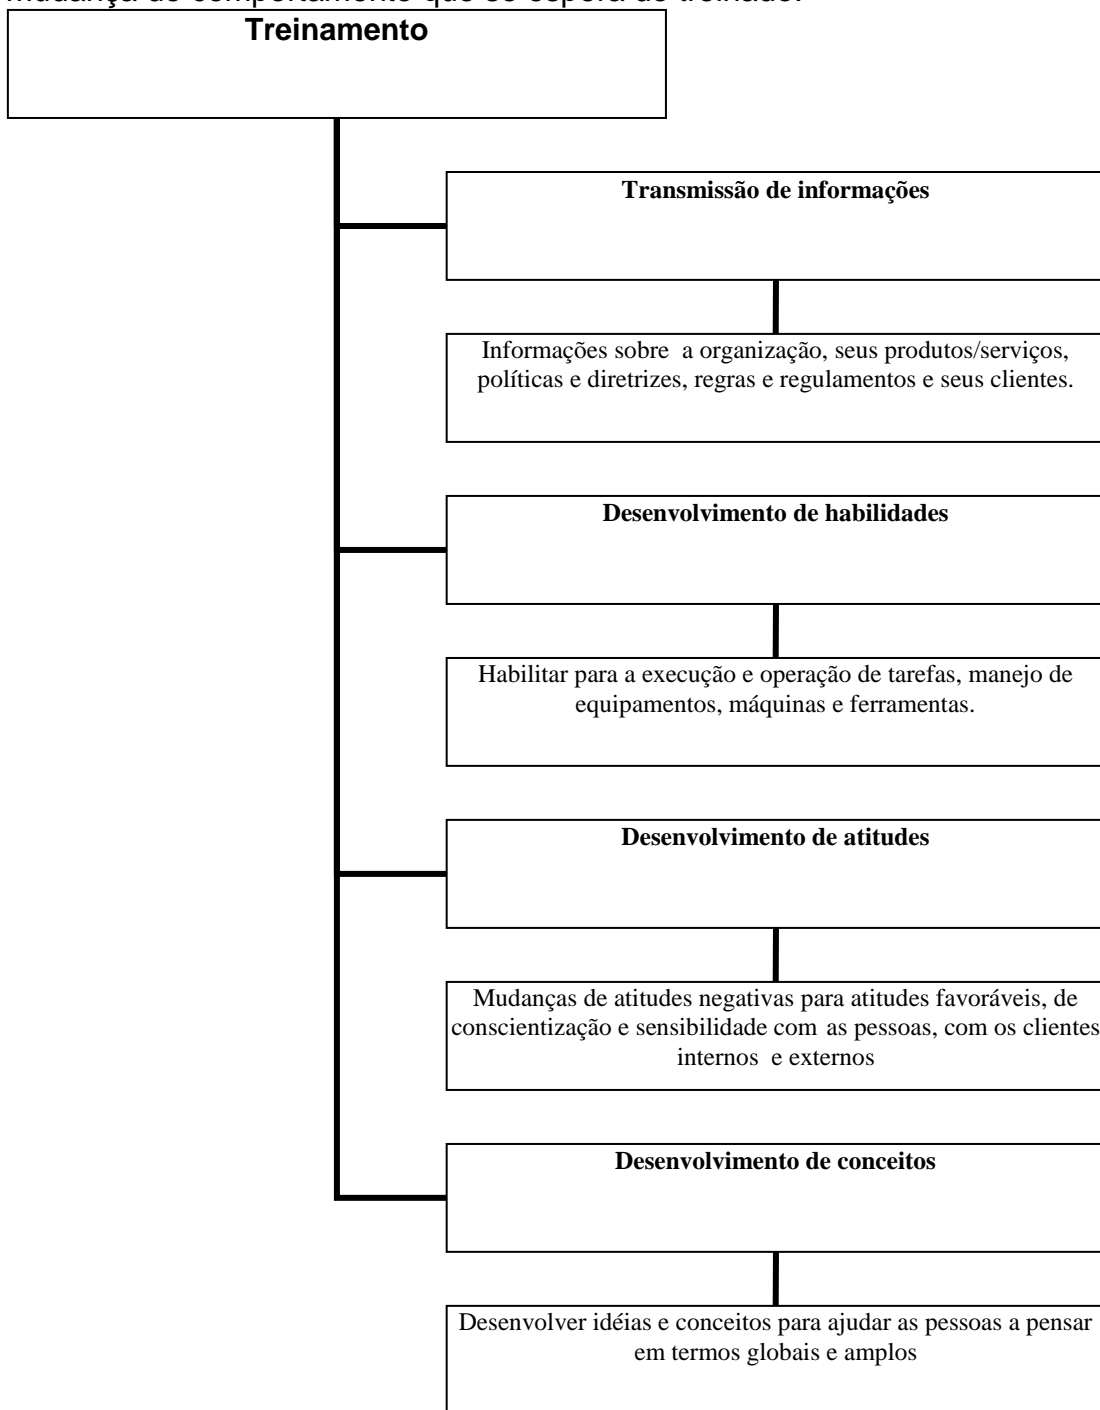 mudança de comportamento que se espera do treinado.
Treinamento
Transmissão de informações
Informações sobre a organização, seus produtos/serviços,
políticas e diretrizes, regras e regulamentos e seus clientes.
Desenvolvimento de habilidades
Habilitar para a execução e operação de tarefas, manejo de
equipamentos, máquinas e ferramentas.
Desenvolvimento de atitudes
Mudanças de atitudes negativas para atitudes favoráveis, de
conscientização e sensibilidade com as pessoas, com os clientes
internos e externos
Desenvolvimento de conceitos
Desenvolver idéias e conceitos para ajudar as pessoas a pensar
em termos globais e amplos